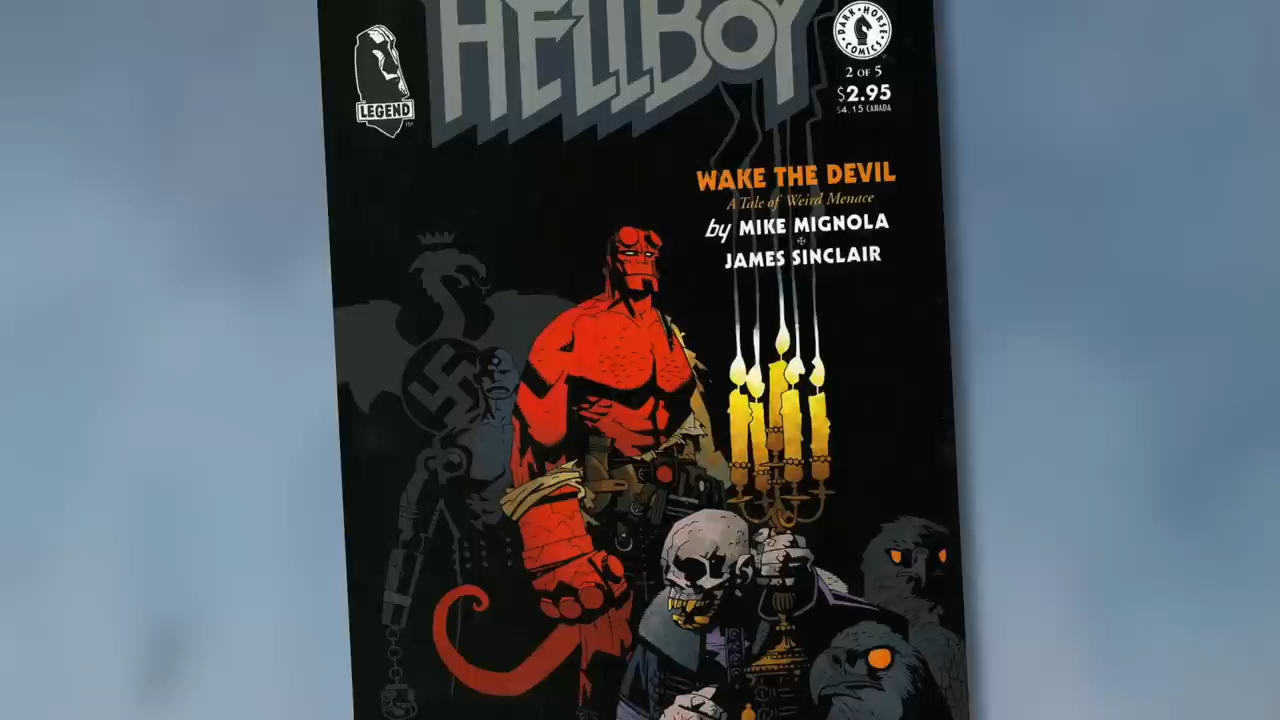 HELLBOY
DARK HORSE COMICS
LEGEND
TM
2 OF 5
$2.95
$4.15 CANADA
WAKE THE DEVIL
A Tale of Weird Menace
by MIKE MIGNOLA
JAMES SINCLAIR